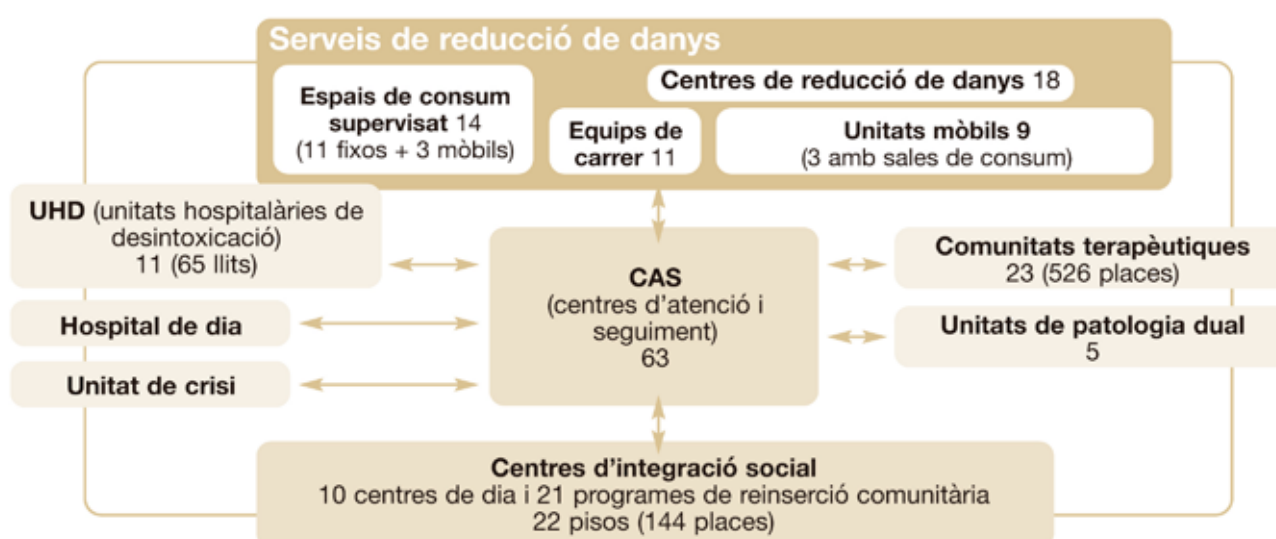 Serveis de reducció de danys
Espais de consum
supervisat 14
(11 fixos + 3 mòbils)
Centres de reducció de danys 18
Equips de
carrer 11
Unitats mòbils 9
(3 amb sales de consum)
UHD (unitats hospitalàries de
desintoxicació)
11 (65 llits)
Hospital de dia
Unitat de crisi
CAS
(centres d'atenció i
seguiment)
63
Comunitats terapèutiques
23 (526 places)
Unitats de patologia dual
5
Centres d'integració social
10 centres de dia i 21 programes de reinserció comunitària
22 pisos (144 places)